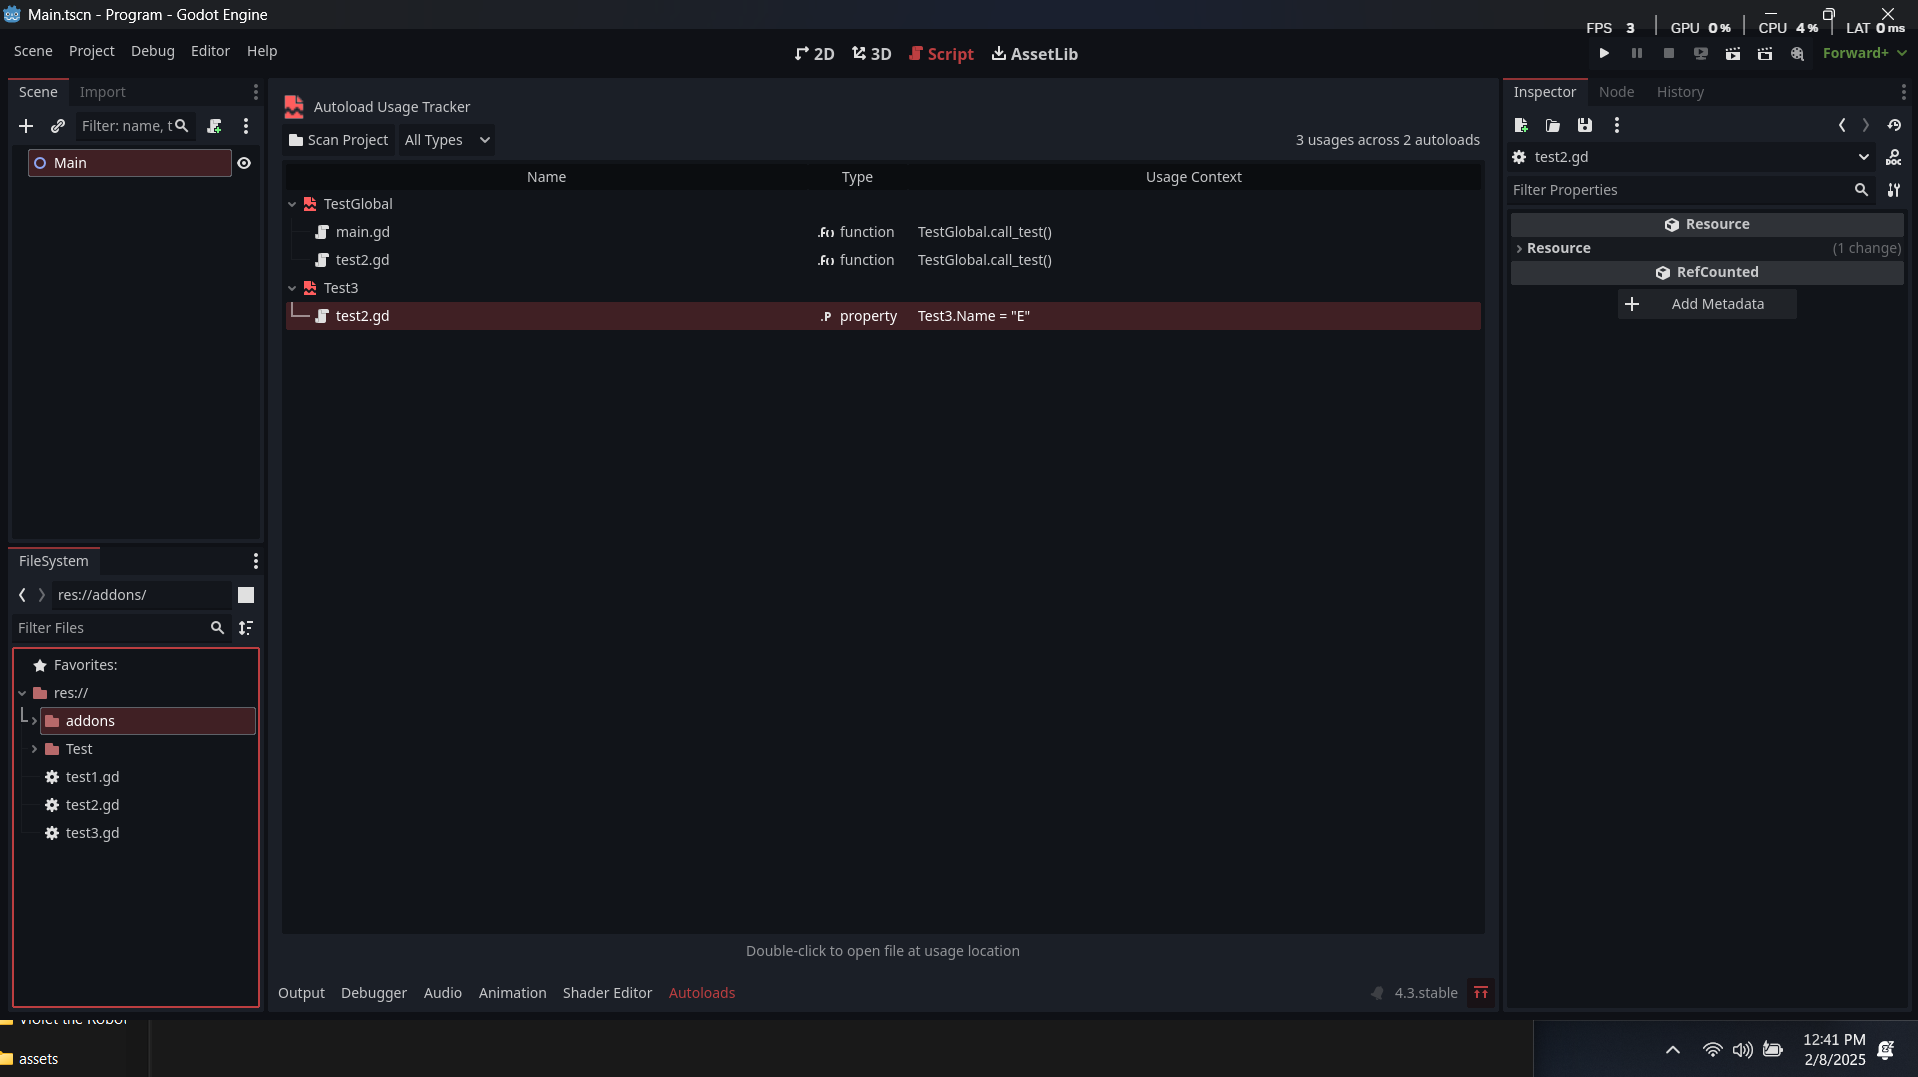 Main.tscn - Program - Godot Engine
FPS 3 GPU 0% CPU 4% LAT 0 ms
Scene Project Debug Editor Help
2D 3D Script AssetLib
Forward+
Scene Import
Filter: name, t
Main
Autoload Usage Tracker
Scan Project All Types
3 usages across 2 autoloads
Name Type Usage Context
TestGlobal
main.gd .F() function TestGlobal.call_test()
test2.gd .F() function TestGlobal.call_test()
Test3
test2.gd .P property Test3.Name = "E"
Double-click to open file at usage location
Output Debugger Audio Animation Shader Editor Autoloads
4.3.stable
Inspector Node History
test2.gd
DOC
Filter Properties
Resource
Resource (1 change)
RefCounted
Add Metadata
FileSystem
res://addons/
Filter Files
Favorites:
res://
addons
Test
test1.gd
test2.gd
test3.gd
Violet the Robot
assets
12:41 PM
2/8/2025